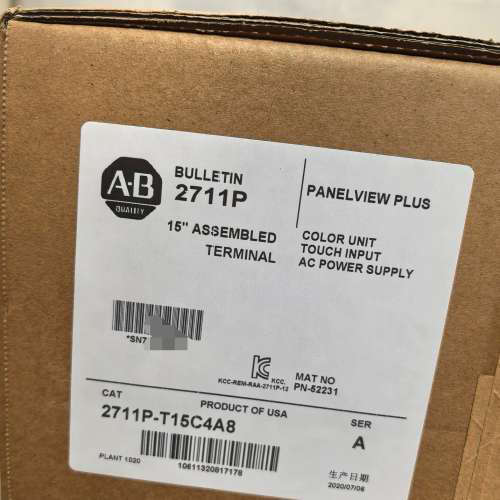 A-B
QUALITY
BULLETIN
2711P
15" ASSEMBLED
TERMINAL
PANELVIEW PLUS
COLOR UNIT
TOUCH INPUT
AC POWER SUPPLY
*SN7
KC
KCC.
KCC-REM-RAA-2711P-12
MAT NO
PN-52231
CAT
PRODUCT OF USA
SER
2711P-T15C4A8
A
PLANT 1020
10611320817178
生产日期
2020/07/06